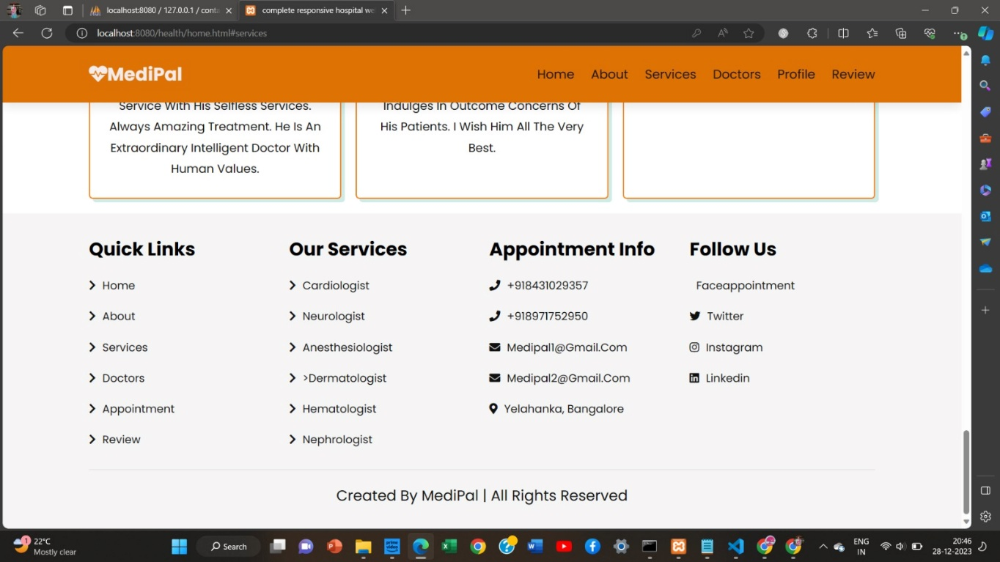 localhost:8080 / 127.0.0.1 / conta
complete responsive hospital we
localhost:8080/health/home.html#services
MediPal
Home About Services Doctors Profile Review
Service With His Selfless Services.
Always Amazing Treatment. He Is An
Extraordinary Intelligent Doctor With
Human Values.
Indulges In Outcome Concerns Of
His Patients. I Wish Him All The Very
Best.
Quick Links
Home
About
Services
Doctors
Appointment
Review
Our Services
Cardiologist
Neurologist
Anesthesiologist
>Dermatologist
Hematologist
Nephrologist
Appointment Info
+918431029357
+918971752950
Medipal1@Gmail.Com
Medipal2@Gmail.Com
Yelahanka, Bangalore
Follow Us
Faceappointment
Twitter
Instagram
Linkedin
Created By MediPal | All Rights Reserved
1
22°C
Mostly clear
Search
prime video
ENG
IN
20:46
28-12-2023